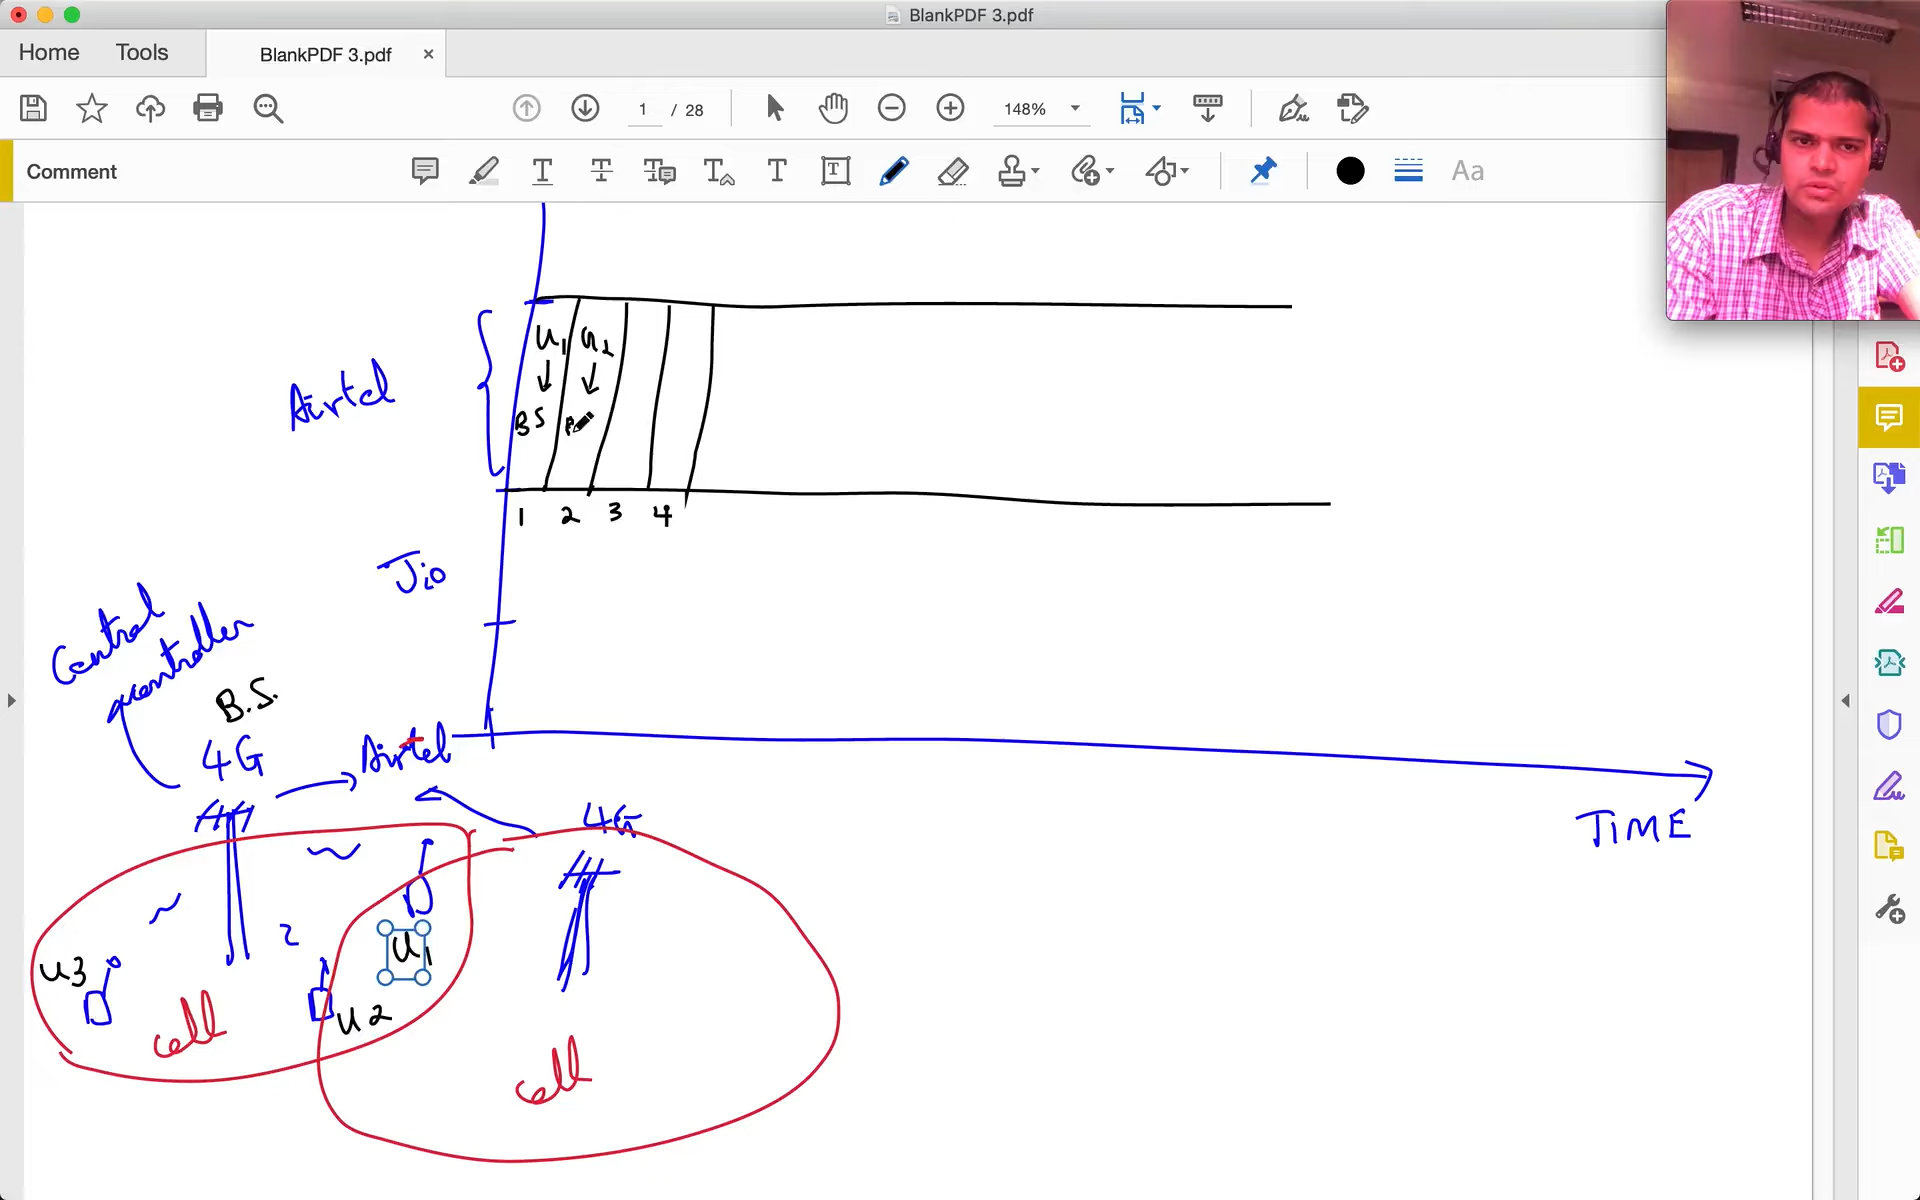 BlankPDF 3.pdf
Home Tools BlankPDF 3.pdf
1 / 28 148%
Comment
Aa
Airtel
U1 U2
BS
1 2 3 4
Jio
Central
controller
B.S.
4G
Airtel
TIME
4G
U3
U1
U2
cell
cell